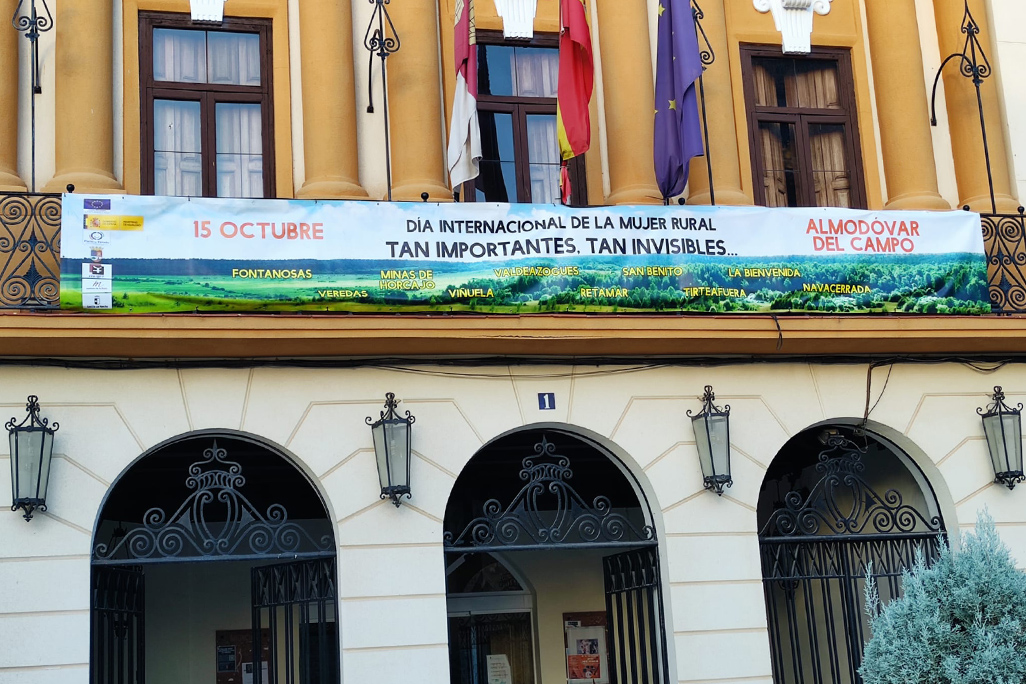 15 OCTUBRE
DÍA INTERNACIONAL DE LA MUJER RURAL
TAN IMPORTANTES, TAN INVISIBLES...
ALMODÓVAR
DEL CAMPO
FONTANOSAS
MINAS DE
HORCAJO
VALDEAZOGUES
SAN BENITO
LA BIENVENIDA
VEREDAS
VIÑUELA
RETAMAR
TIRTEAFUERA
NAVACERRADA
1